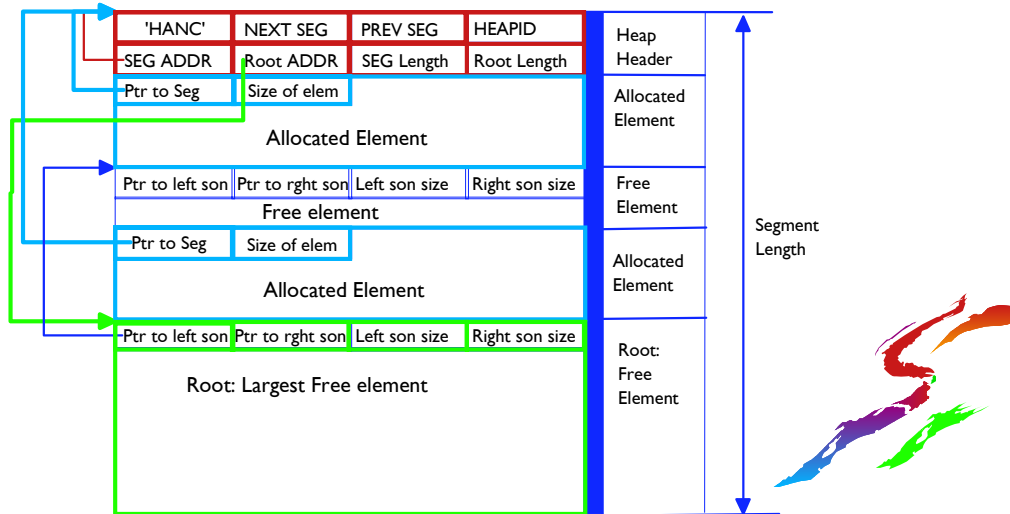 'HANC' NEXT SEG PREV SEG HEAPID
SEG ADDR Root ADDR SEG Length Root Length
Heap
Header
Ptr to Seg Size of elem
Allocated Element
Allocated
Element
Ptr to left son Ptr to rght son Left son size Right son size
Free element
Free
Element
Ptr to Seg Size of elem
Allocated Element
Allocated
Element
Segment
Length
Ptr to left son Ptr to rght son Left son size Right son size
Root: Largest Free element
Root:
Free
Element